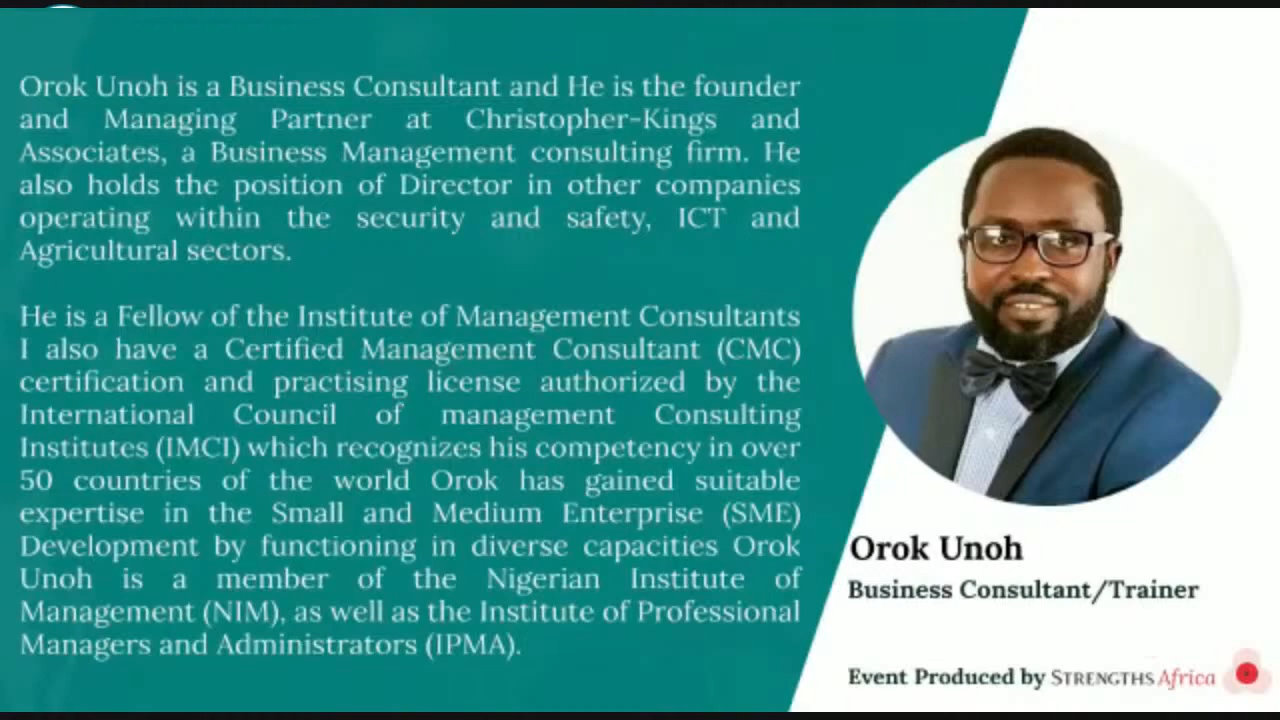 Orok Unoh is a Business Consultant and He is the founder
and Managing Partner at Christopher-Kings and
Associates, a Business Management consulting firm. He
also holds the position of Director in other companies
operating within the security and safety, ICT and
Agricultural sectors.
He is a Fellow of the Institute of Management Consultants
I also have a Certified Management Consultant (CMC)
certification and practising license authorized by the
International Council of management Consulting
Institutes (IMCI) which recognizes his competency in over
50 countries of the world Orok has gained suitable
expertise in the Small and Medium Enterprise (SME)
Development by functioning in diverse capacities Orok
Unoh is a member of the Nigerian Institute of
Management (NIM), as well as the Institute of Professional
Managers and Administrators (IPMA).
Orok Unoh
Business Consultant/Trainer
Event Produced by STRENGTHS Africa